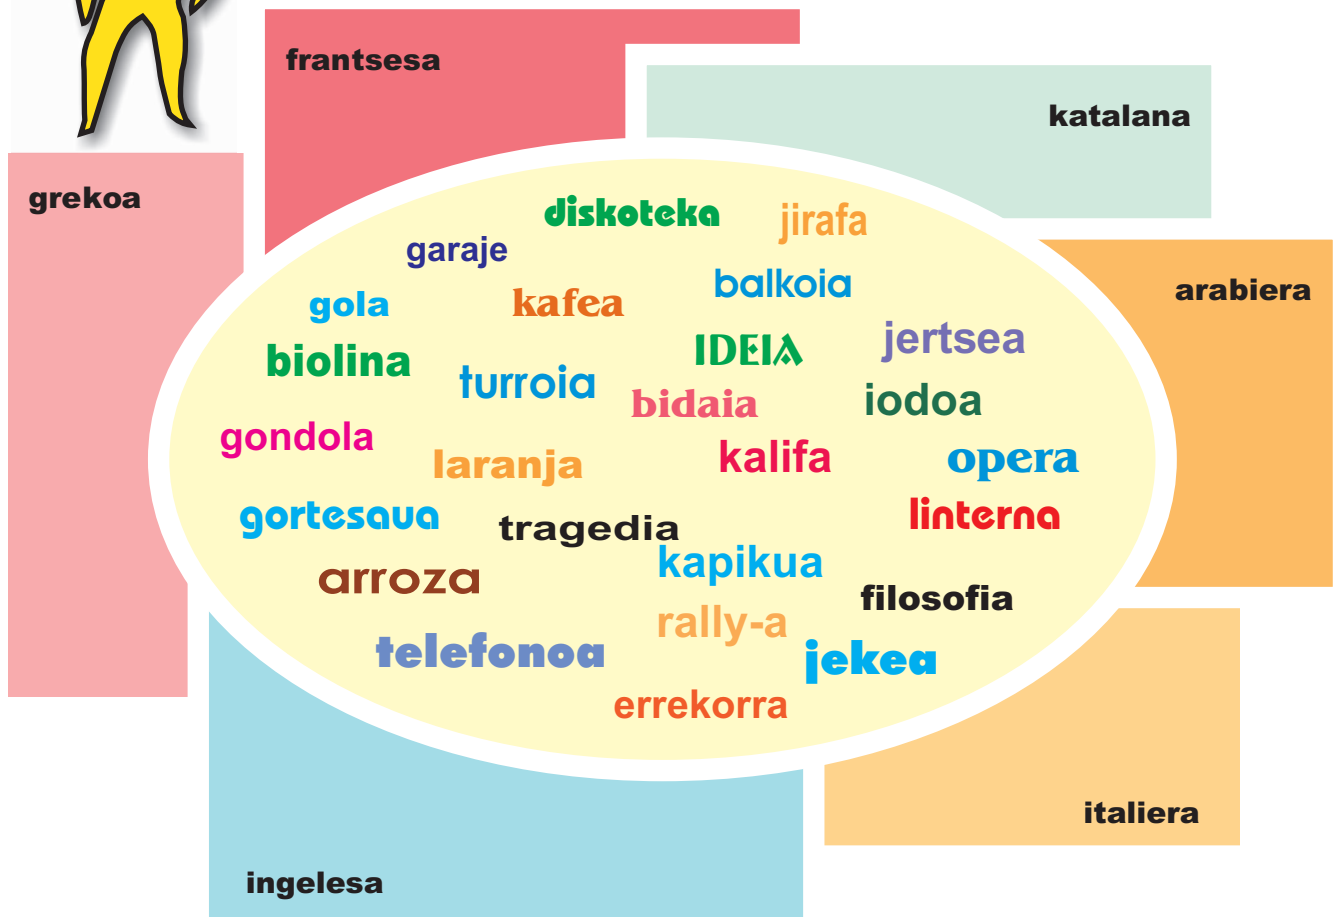 frantsesa
katalana
grekoa
diskoteka
jirafa
garaje
balkoia
arabiera
gola
kafea
jertsea
IDEIA
biolina
turroia
bidaia
iodoa
gondola
laranja
kalifa
opera
gortesaua
tragedia
linterna
kapikua
arroza
filosofia
rally-a
telefonoa
jekea
errekorra
italiera
ingelesa